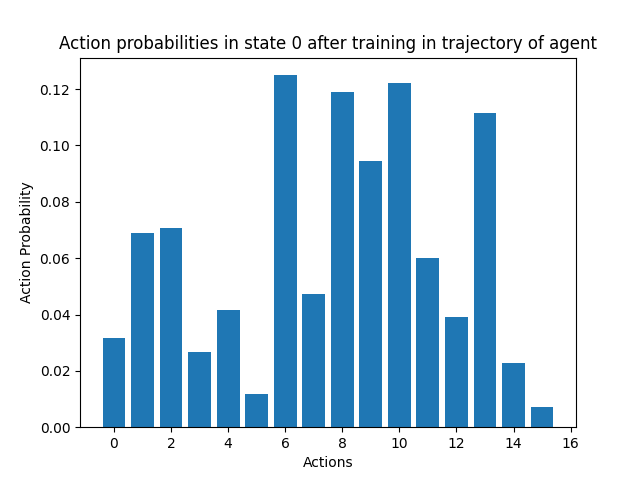 Action probabilities in state 0 after training in trajectory of agent
0.12
0.10
0.08
0.06
0.04
0.02
0.00
Action Probability
0 2 4 6 8 10 12 14 16
Actions